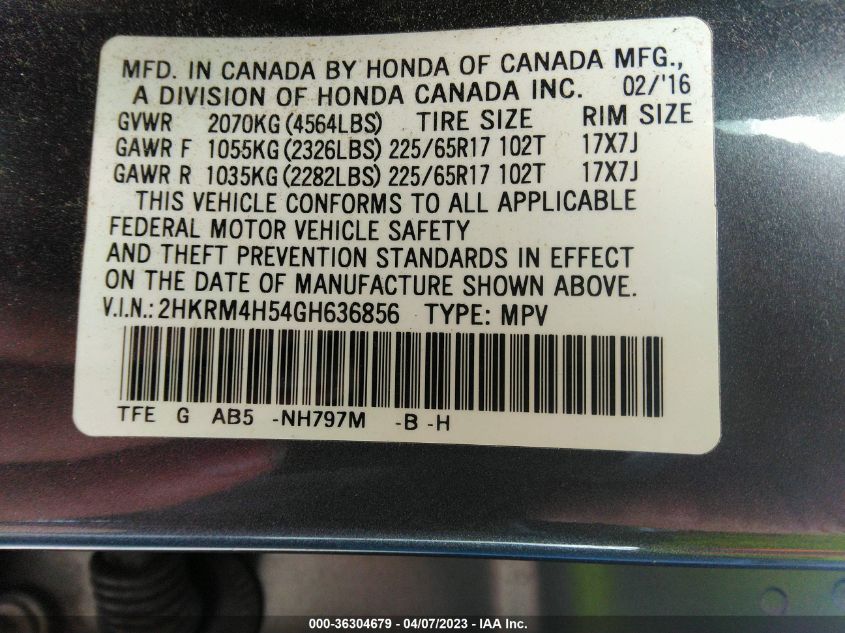 MFD. IN CANADA BY HONDA OF CANADA MFG.,
A DIVISION OF HONDA CANADA INC. 02/'16
GVWR 2070KG (4564LBS) TIRE SIZE RIM SIZE
GAWR F 1055KG (2326LBS) 225/65R17 102T 17X7J
GAWR R 1035KG (2282LBS) 225/65R17 102T 17X7J
THIS VEHICLE CONFORMS TO ALL APPLICABLE
FEDERAL MOTOR VEHICLE SAFETY
AND THEFT PREVENTION STANDARDS IN EFFECT
ON THE DATE OF MANUFACTURE SHOWN ABOVE.
V.I.N.: 2HKRM4H54GH636856 TYPE: MPV
TFE G AB5 -NH797M -B -H
000-36304679 - 04/07/2023 - IAA Inc.